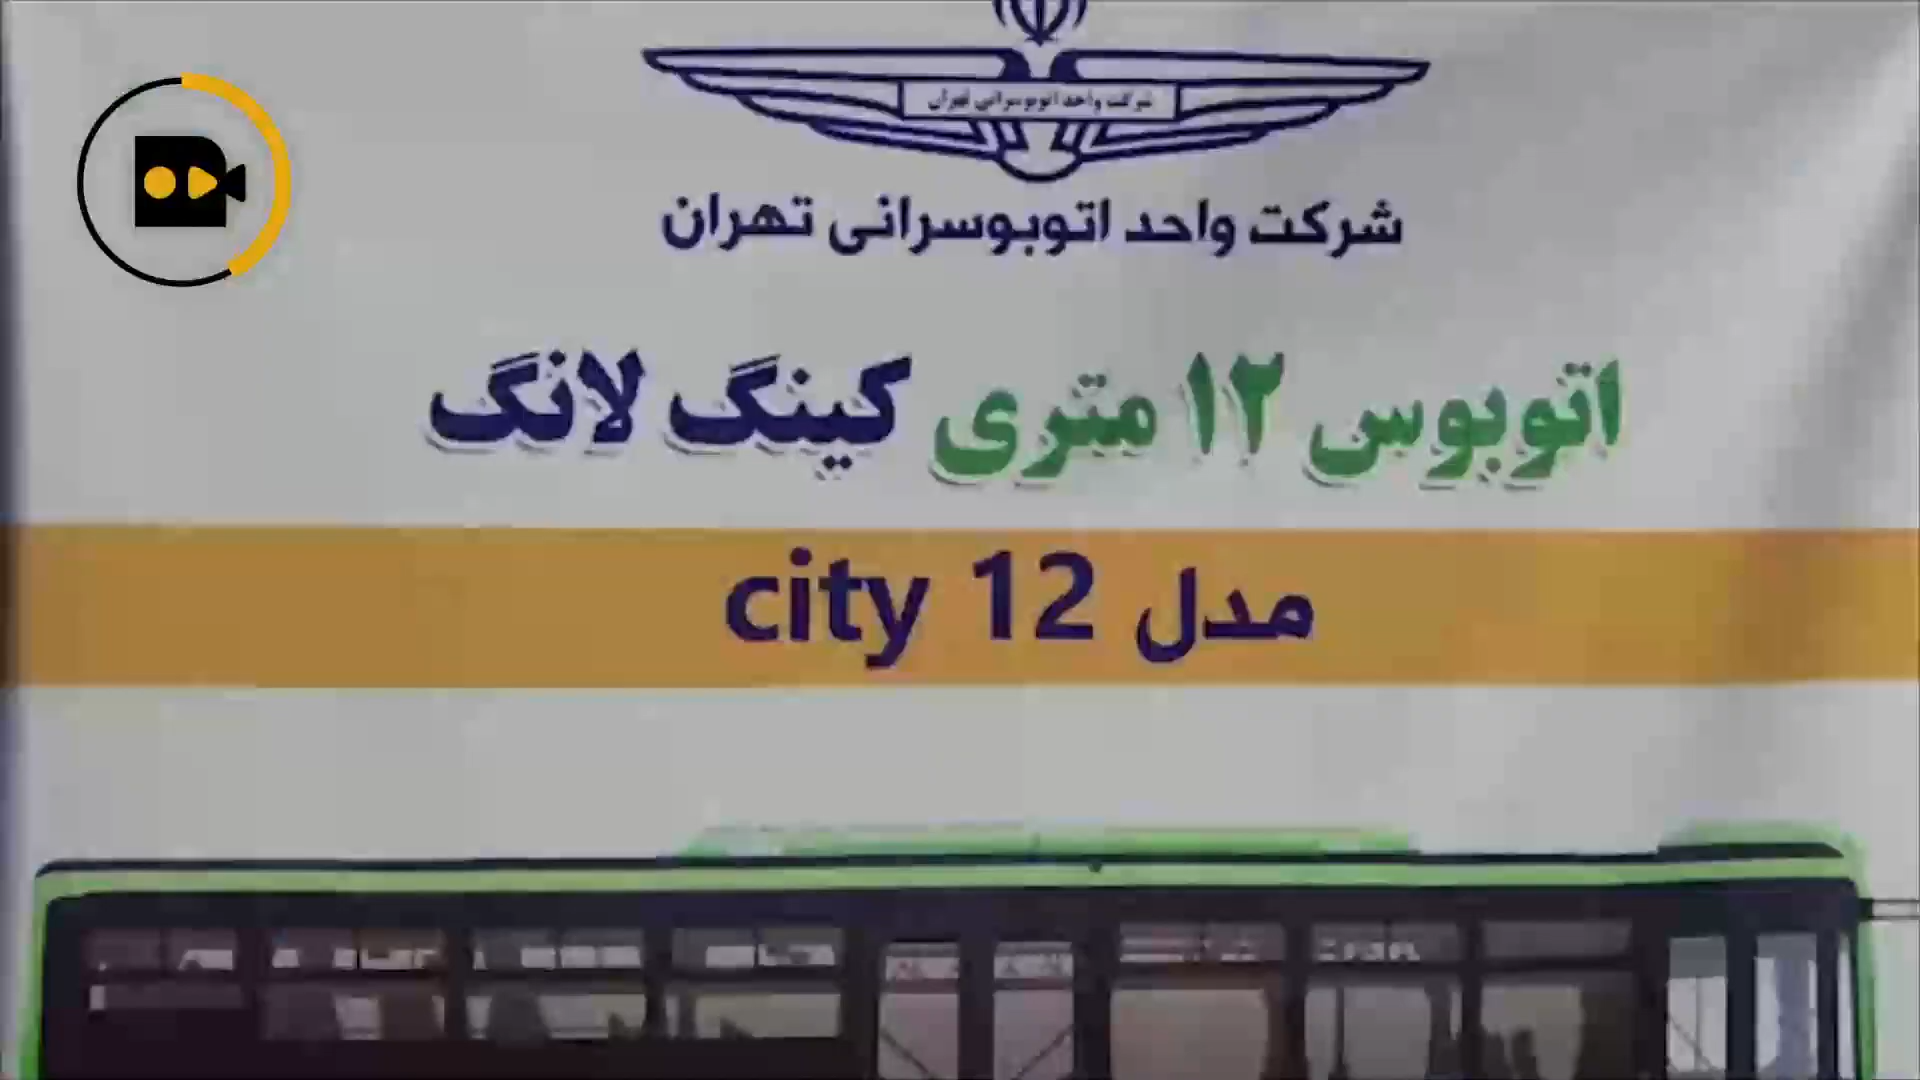 شرکت واحد اتوبوسرانی تهران
شرکت واحد اتوبوسرانی تهران
اتوبوس ۱۲ متری کینگ لانگ
مدل city 12